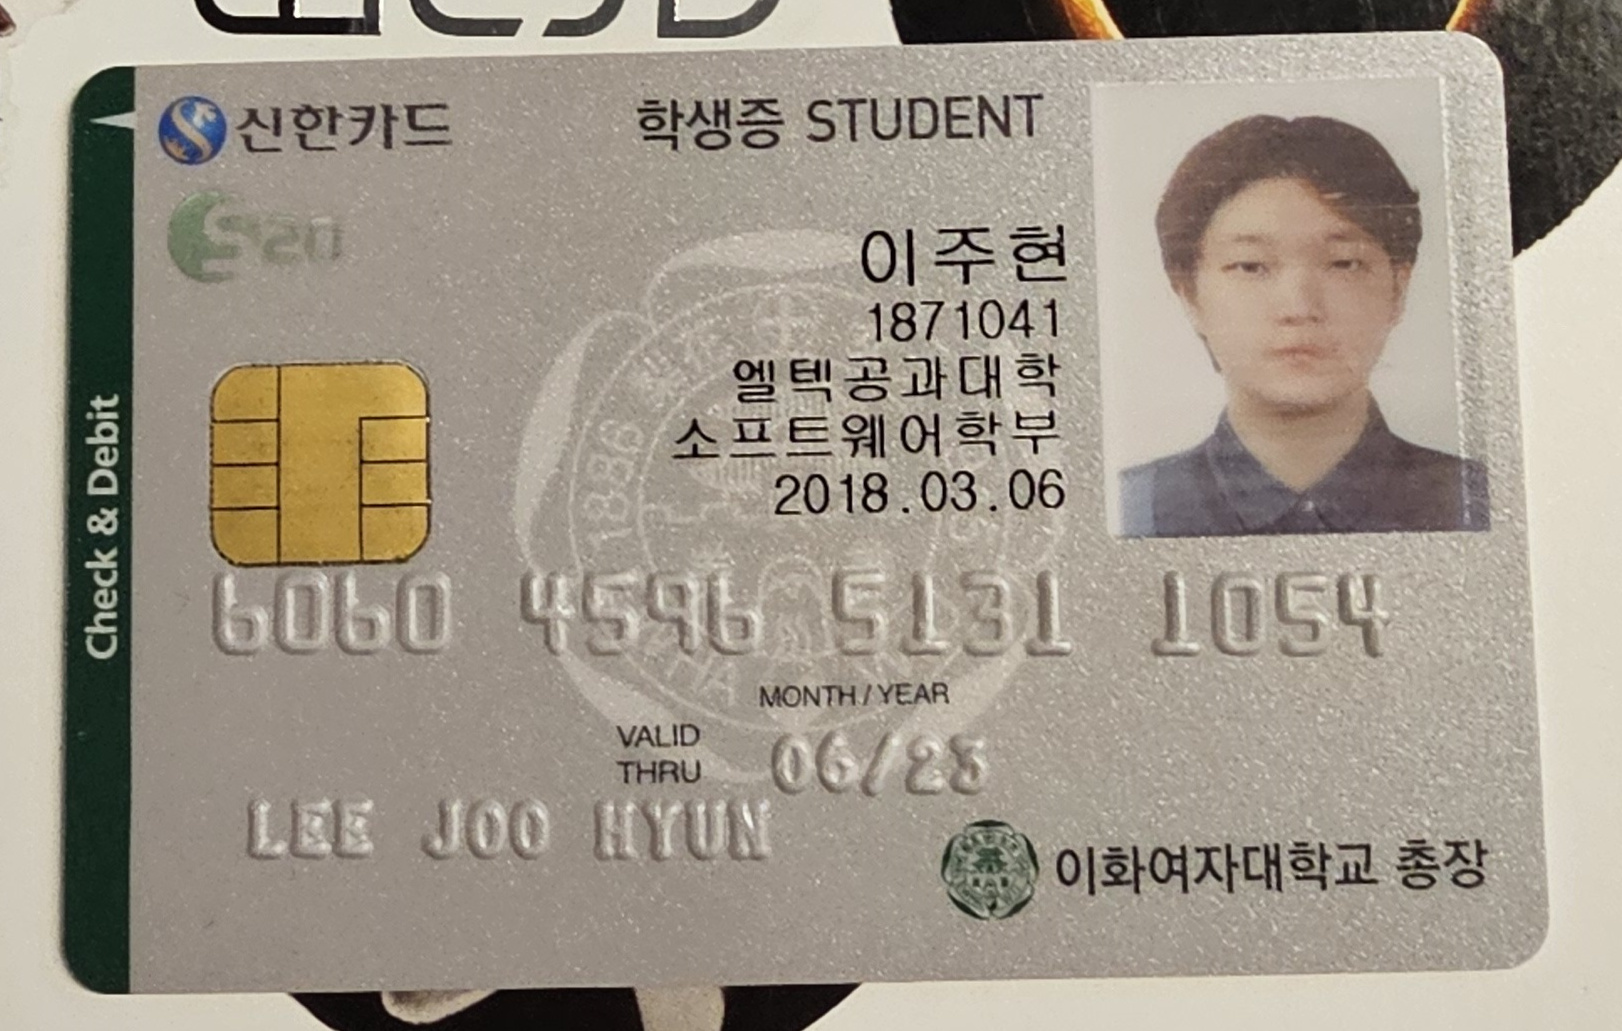 신한카드
학생증 STUDENT
S20
이주현
1871041
엘텍공과대학
소프트웨어학부
2018.03.06
Check & Debit
6060 4596 5131 1054
MONTH/YEAR
VALID
THRU
06/23
LEE JOO HYUN
이화여자대학교 총장
1886